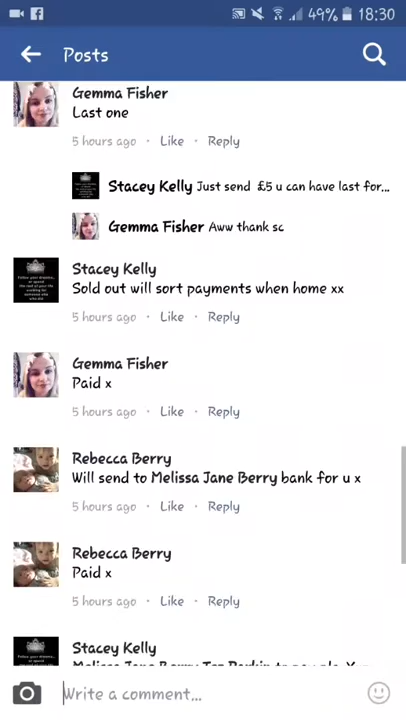 49% 18:30
Posts
Gemma Fisher
Last one
5 hours ago · Like · Reply
Stacey Kelly Just send £5 u can have last for...
Gemma Fisher Aww thank sc
Stacey Kelly
Sold out will sort payments when home xx
5 hours ago · Like · Reply
Gemma Fisher
Paid x
5 hours ago · Like · Reply
Rebecca Berry
Will send to Melissa Jane Berry bank for u x
5 hours ago · Like · Reply
Rebecca Berry
Paid x
5 hours ago · Like · Reply
Stacey Kelly
Melissa Jane Berry
Write a comment...